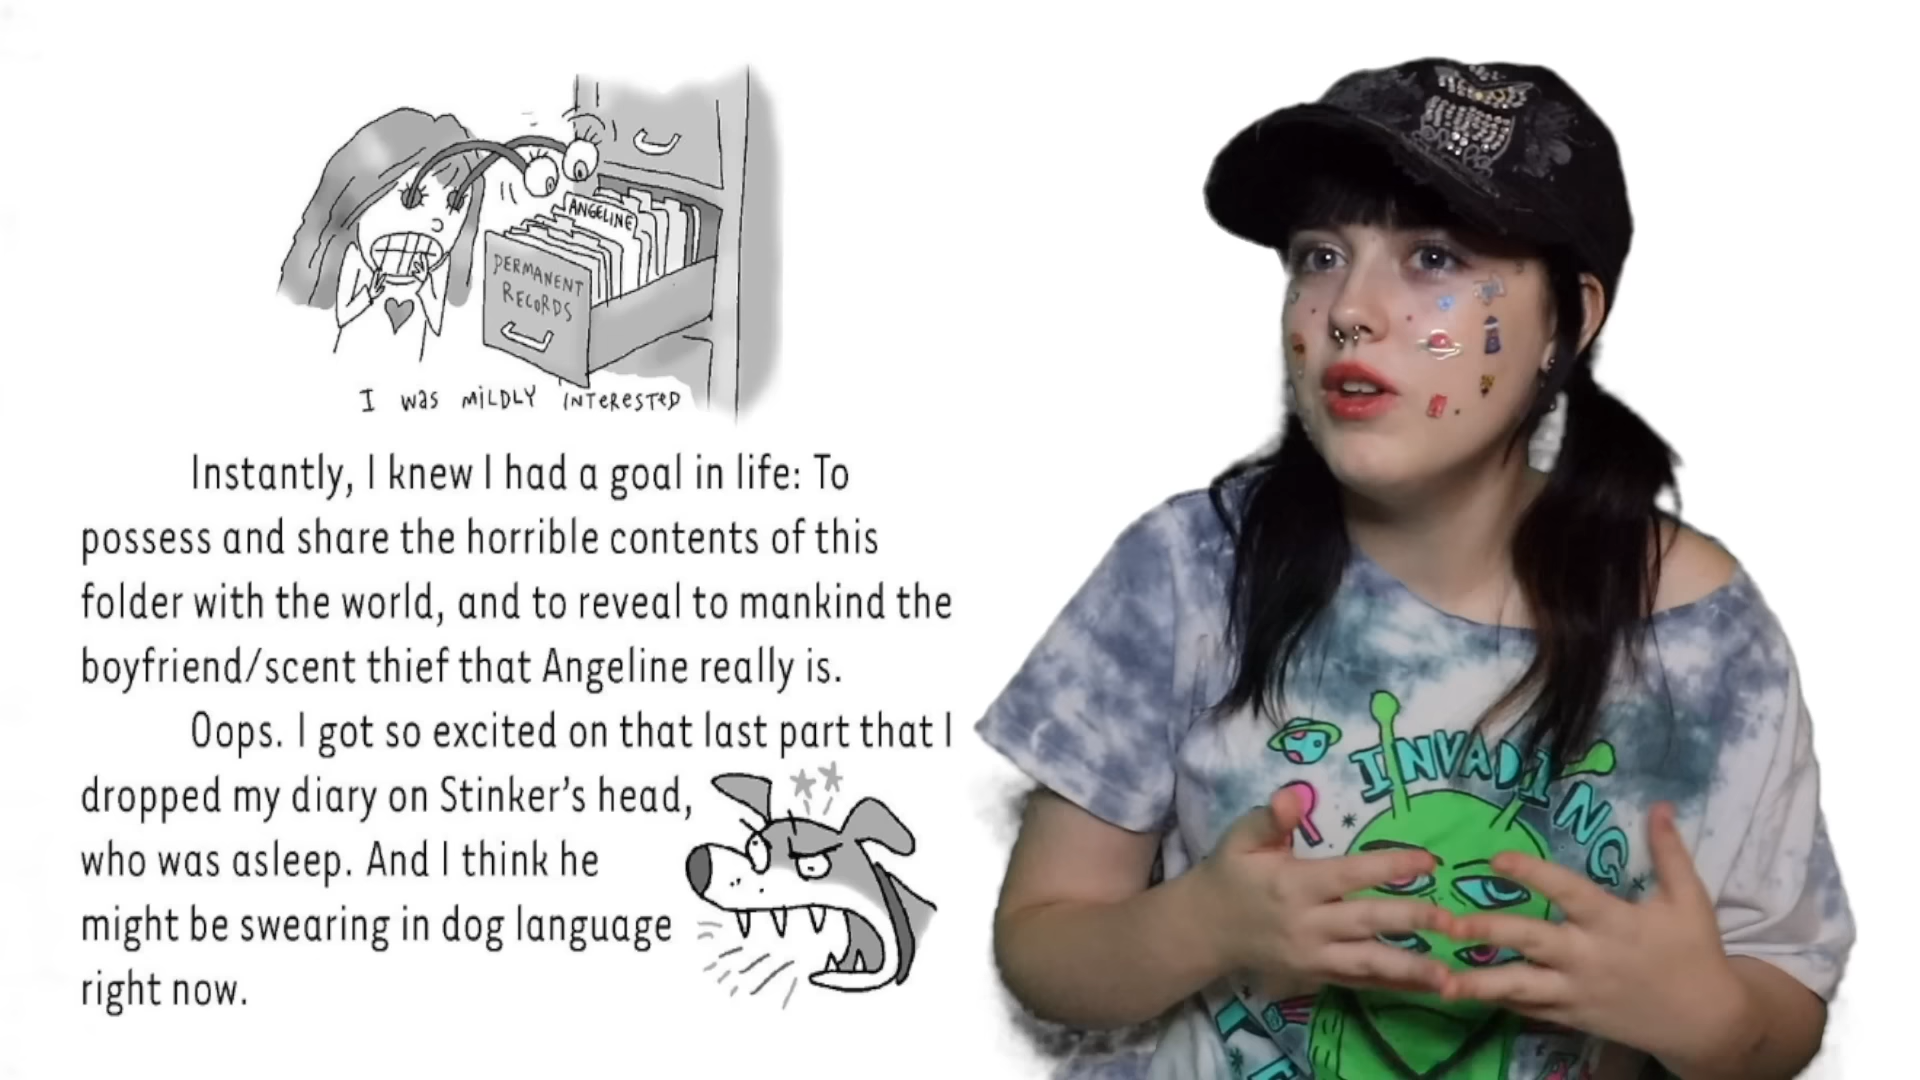 ANGELINE
PERMANENT
RECORDS
I was MiLDLY INTeResTeD
Instantly, I knew I had a goal in life: To
possess and share the horrible contents of this
folder with the world, and to reveal to mankind the
boyfriend/scent thief that Angeline really is.
Oops. I got so excited on that last part that I
dropped my diary on Stinker’s head,
who was asleep. And I think he
might be swearing in dog language
right now.
INVADING